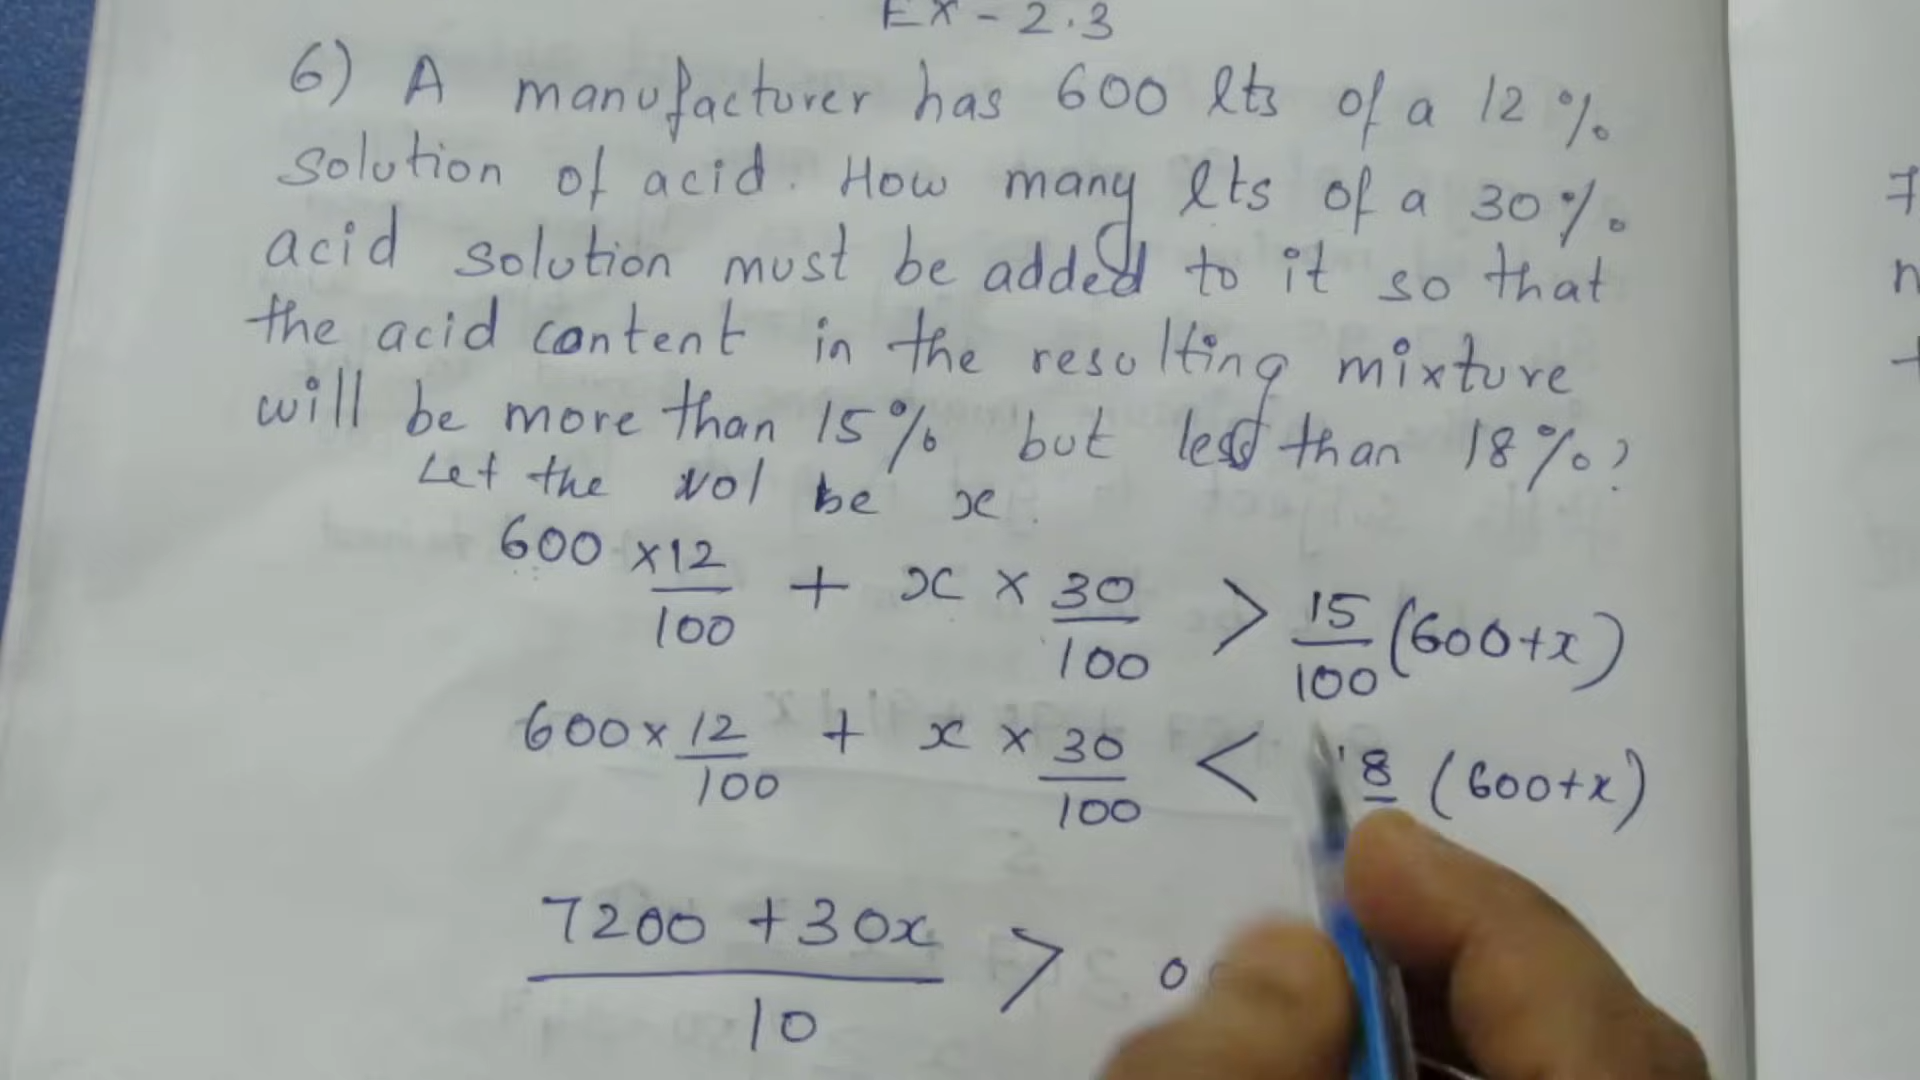 EX - 2.3
6) A manufacturer has 600 lts of a 12%
solution of acid. How many lts of a 30%
acid solution must be added to it so that
the acid content in the resulting mixture
will be more than 15% but less than 18%?
Let the vol be x.
600 × 12/100 + x × 30/100 > 15/100 (600+x)
600 × 12/100 + x × 30/100 < 18 (600+x)
7200 + 30x / 10 > 0